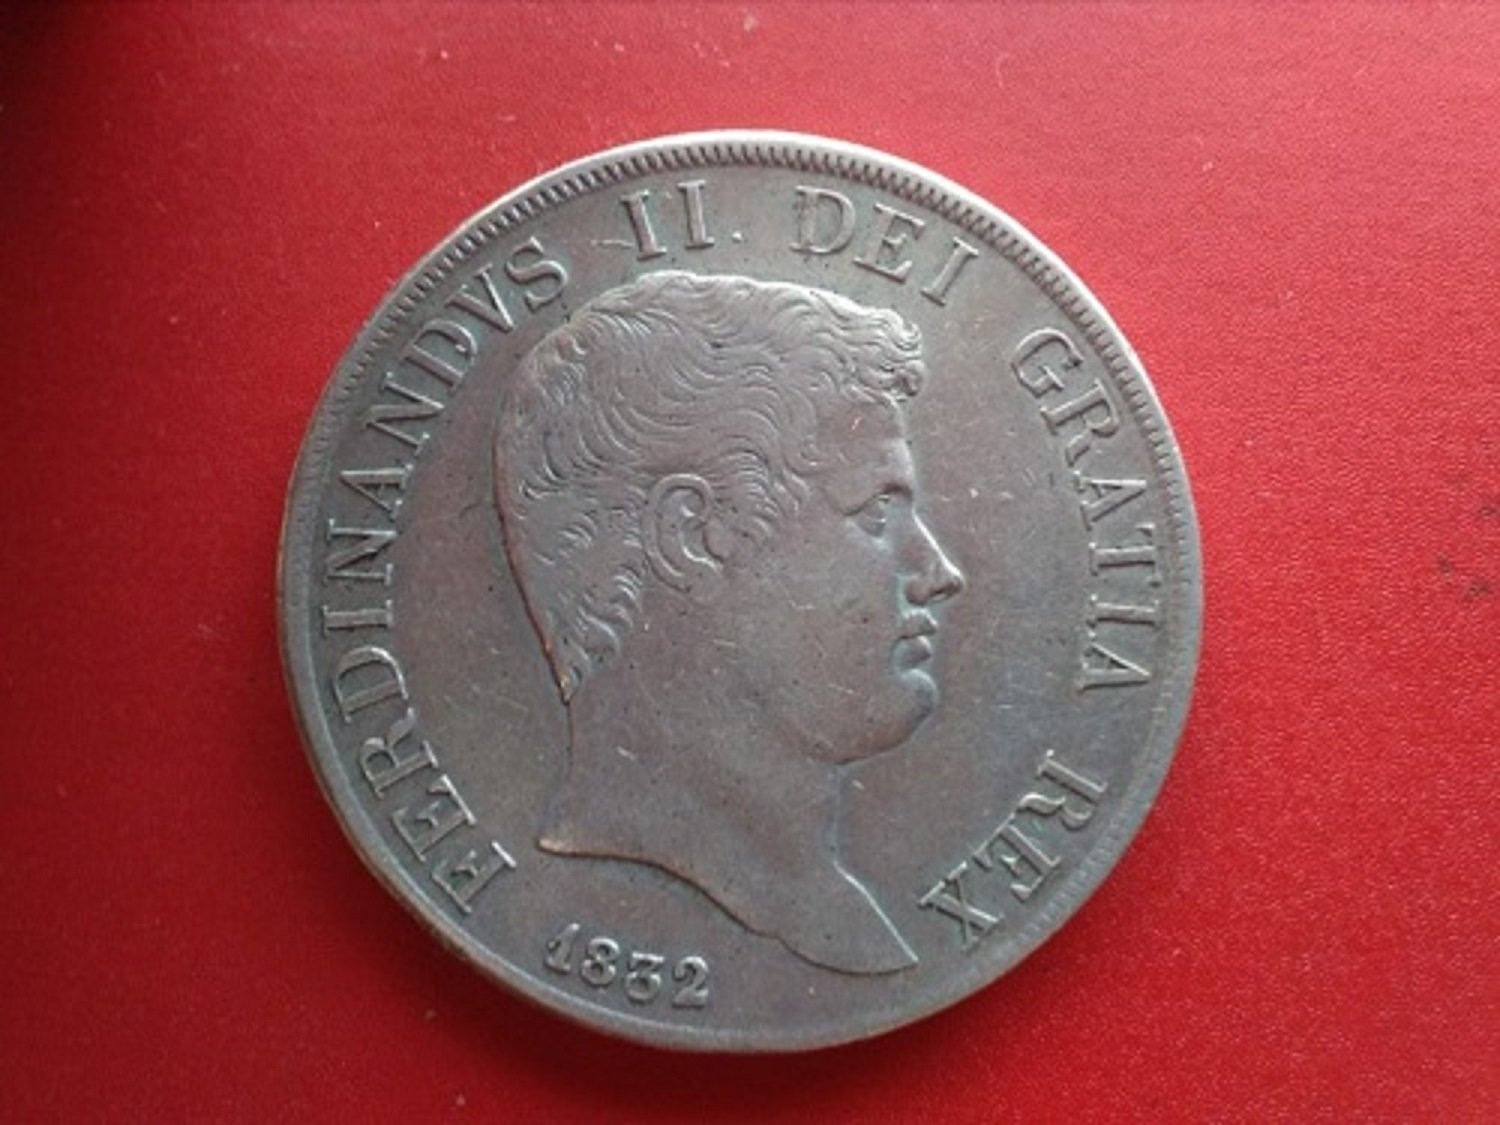 FERDINANDVS II. DEI GRATIA REX
1832